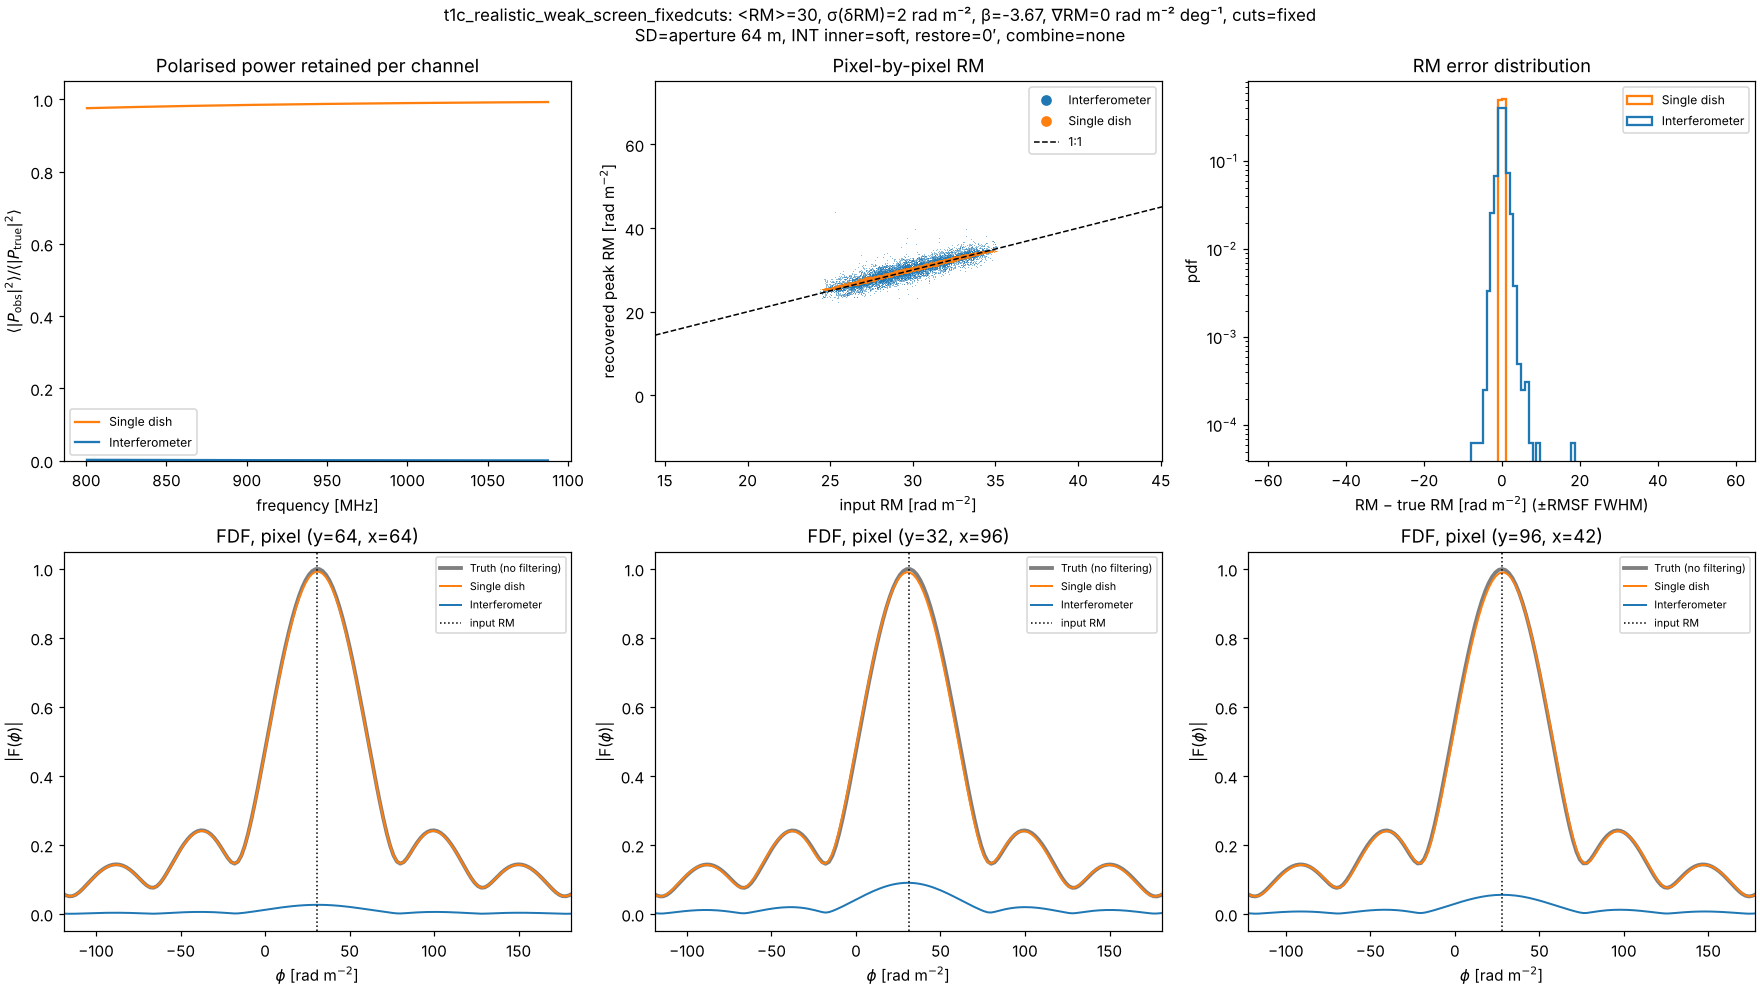 t1c_realistic_weak_screen_fixedcuts: <RM>=30, σ(δRM)=2 rad m⁻², β=-3.67, ∇RM=0 rad m⁻² deg⁻¹, cuts=fixed
SD=aperture 64 m, INT inner=soft, restore=0′, combine=none
Polarised power retained per channel
⟨|P_obs|²⟩/⟨|P_true|²⟩
1.0
0.8
0.6
0.4
0.2
0.0
Single dish
Interferometer
800
850
900
950
1000
1050
1100
frequency [MHz]
Pixel-by-pixel RM
recovered peak RM [rad m⁻²]
60
40
20
0
Interferometer
Single dish
1:1
15
20
25
30
35
40
45
input RM [rad m⁻²]
RM error distribution
pdf
10⁻¹
10⁻²
10⁻³
10⁻⁴
Single dish
Interferometer
−60
−40
−20
0
20
40
60
RM − true RM [rad m⁻²] (±RMSF FWHM)
FDF, pixel (y=64, x=64)
|F(ϕ)|
1.0
0.8
0.6
0.4
0.2
0.0
Truth (no filtering)
Single dish
Interferometer
input RM
−100
−50
0
50
100
150
ϕ [rad m⁻²]
FDF, pixel (y=32, x=96)
|F(ϕ)|
1.0
0.8
0.6
0.4
0.2
0.0
Truth (no filtering)
Single dish
Interferometer
input RM
−100
−50
0
50
100
150
ϕ [rad m⁻²]
FDF, pixel (y=96, x=42)
|F(ϕ)|
1.0
0.8
0.6
0.4
0.2
0.0
Truth (no filtering)
Single dish
Interferometer
input RM
−100
−50
0
50
100
150
ϕ [rad m⁻²]